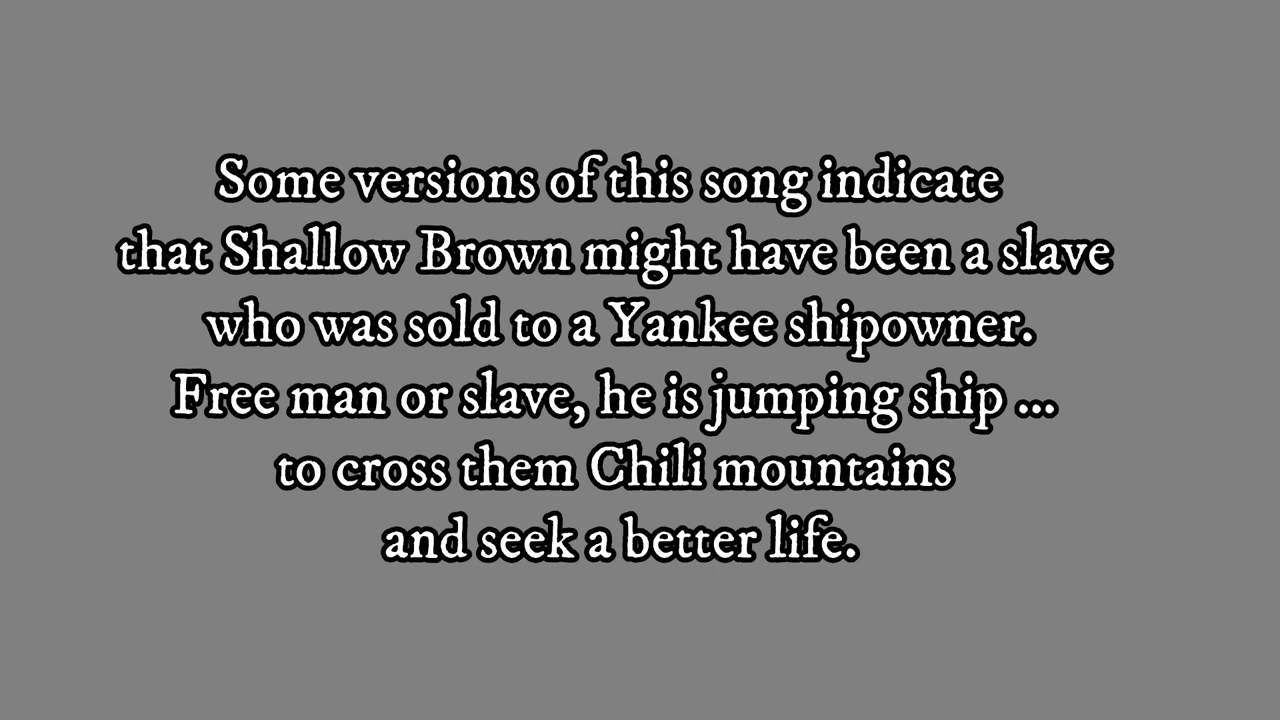 Some versions of this song indicate
that Shallow Brown might have been a slave
who was sold to a Yankee shipowner.
Free man or slave, he is jumping ship ...
to cross them Chili mountains
and seek a better life.